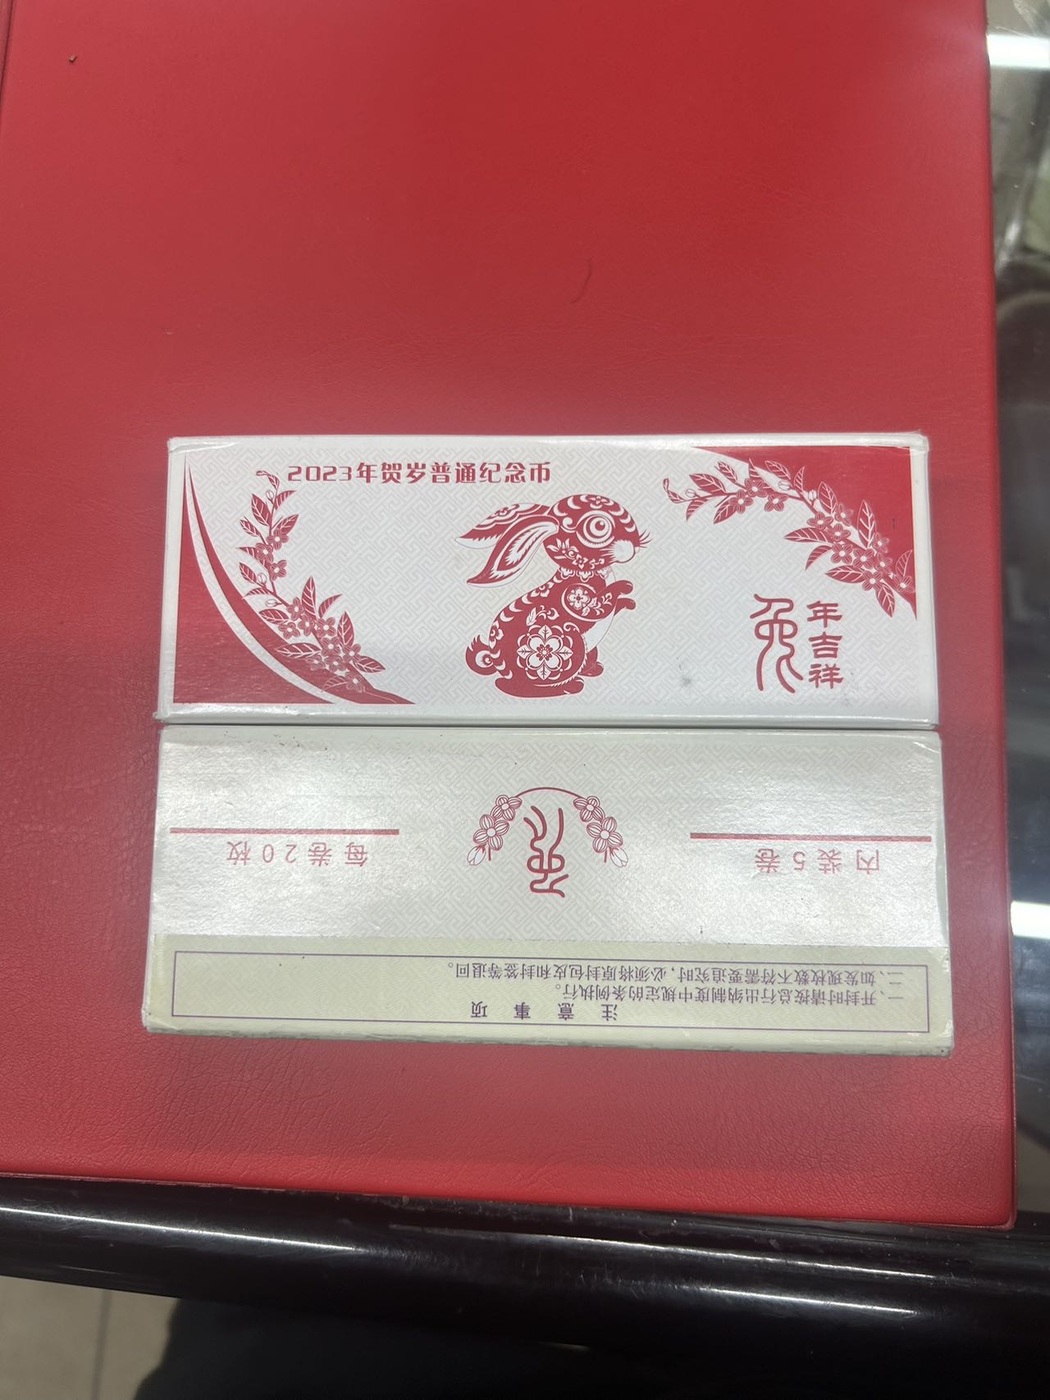 2023年贺岁普通纪念币
兔
年吉祥
兔
内装5卷
每卷20枚
注意事项
一、开封时请按总行出纳制度中规定的条例执行。
二、如发现枚数不符需要追究时，必须将原封包皮和封签等退回。